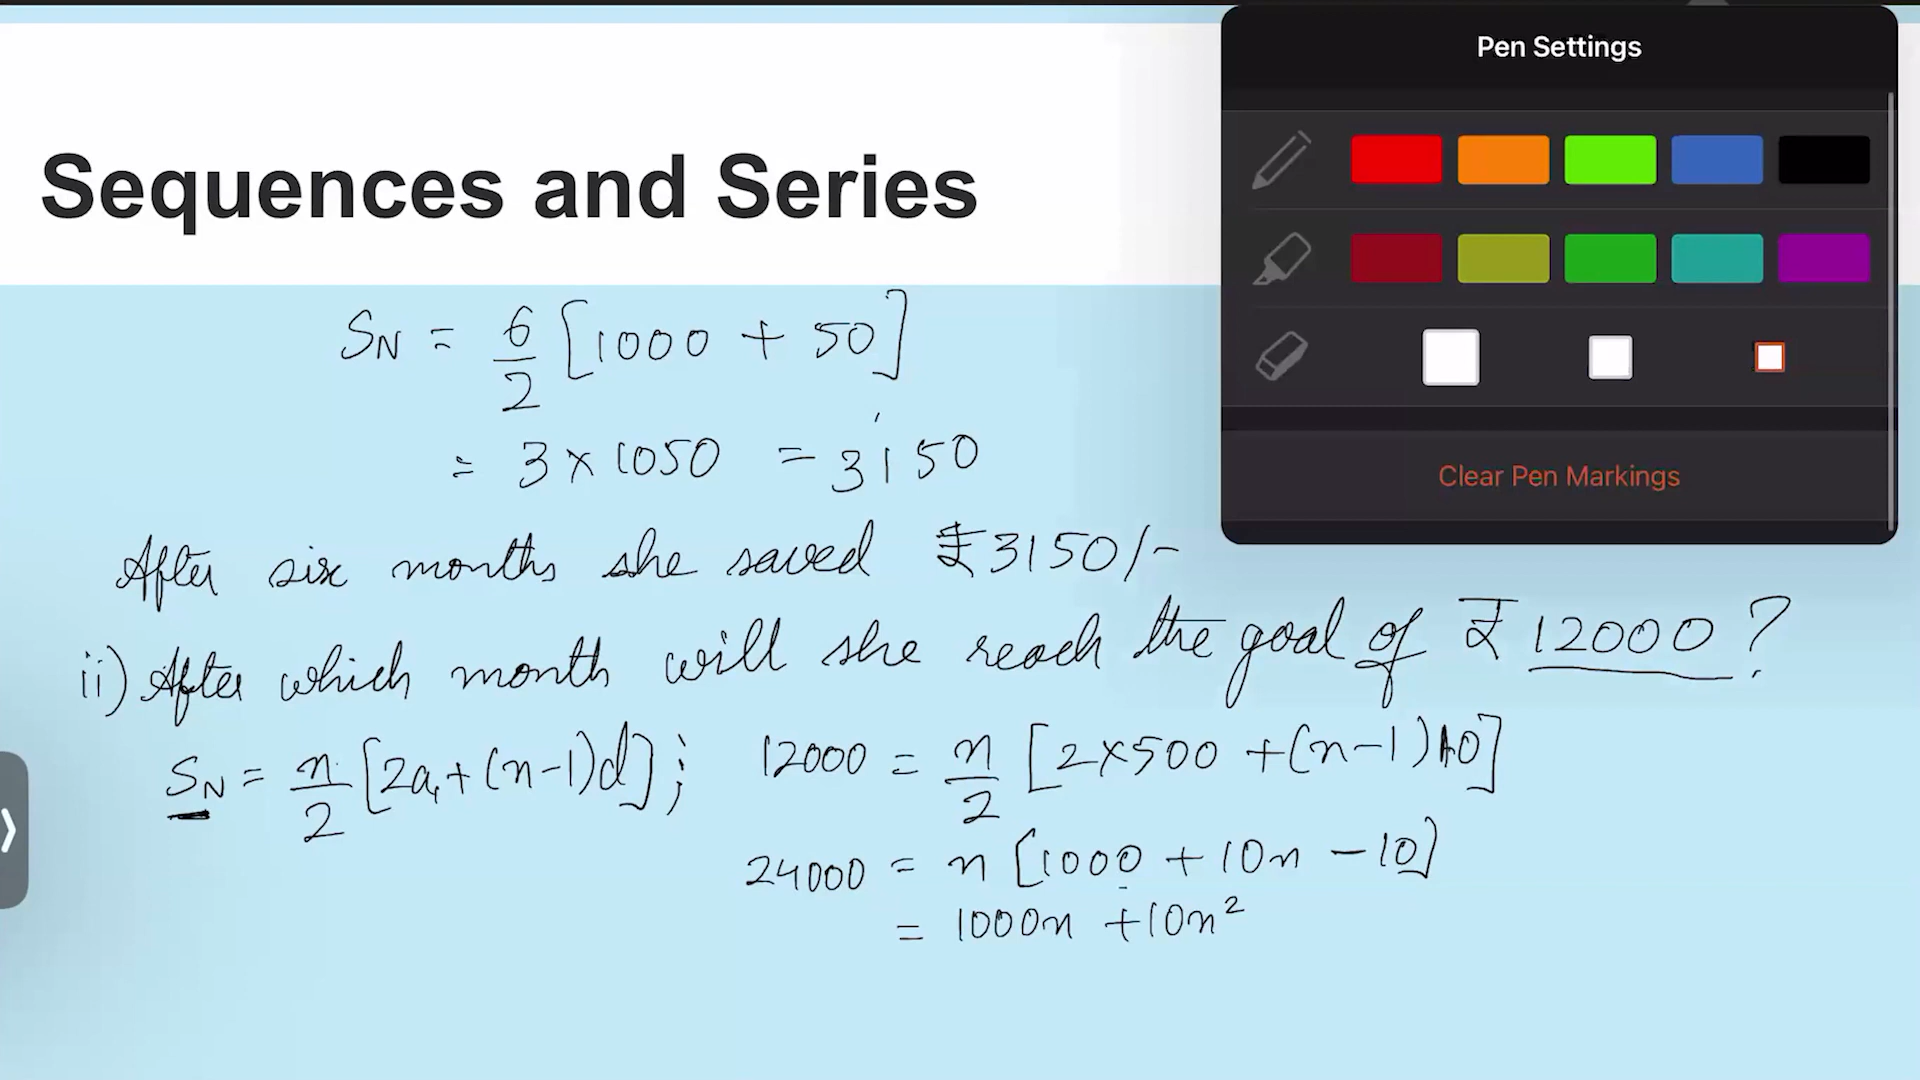 Pen Settings
Sequences and Series
Clear Pen Markings
S_N = 6/2 [1000 + 50]
= 3 × 1050 = 3150
After six months she saved ₹3150/-
ii) After which month will she reach the goal of ₹ 12000 ?
S_N = n/2 [2a₁ + (n-1)d] ; 12000 = n/2 [2×500 + (n-1)10]
24000 = n [1000 + 10n - 10]
= 1000n + 10n²